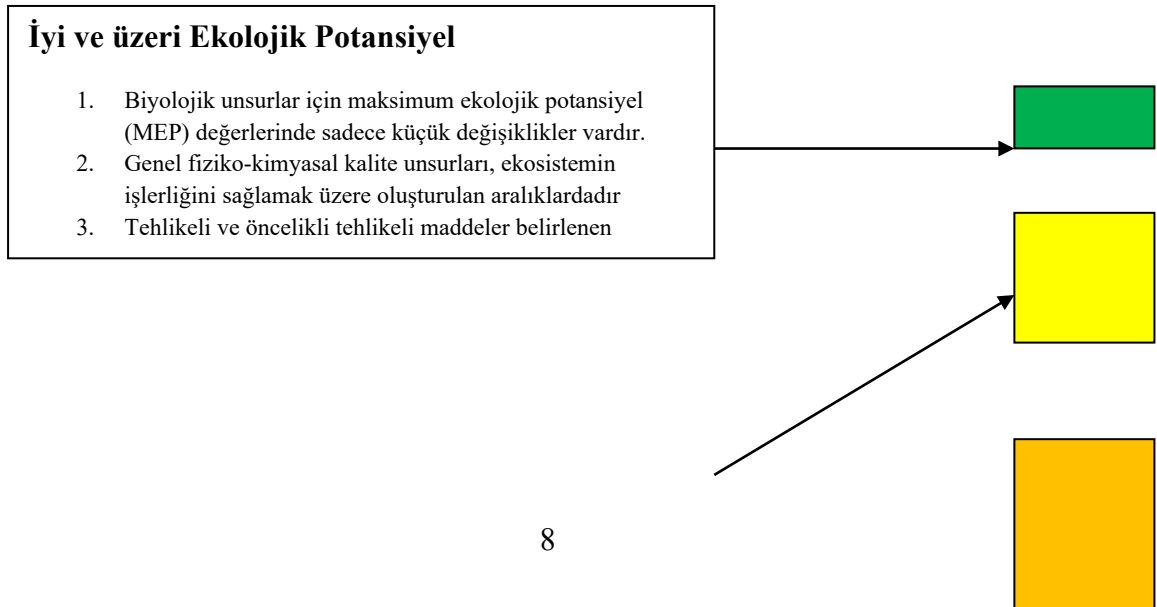 İyi ve üzeri Ekolojik Potansiyel
1. Biyolojik unsurlar için maksimum ekolojik potansiyel
(MEP) değerlerinde sadece küçük değişiklikler vardır.
2. Genel fiziko-kimyasal kalite unsurları, ekosistemin
işlerliğini sağlamak üzere oluşturulan aralıklardadır
3. Tehlikeli ve öncelikli tehlikeli maddeler belirlenen
8